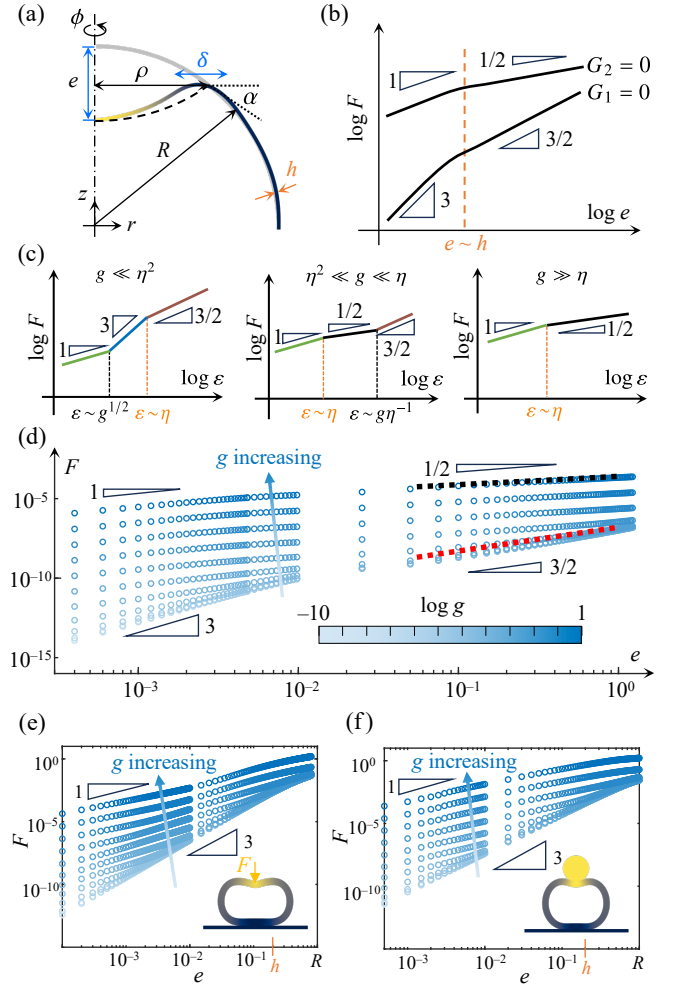 (a)
ϕ
e
ρ
δ
α
R
h
z
r
(b)
log F
1
1/2
G₂ = 0
G₁ = 0
3/2
3
log e
e ~ h
(c)
g ≪ η²
log F
1
3
3/2
log ε
ε~g^{1/2}
ε~η
η² ≪ g ≪ η
log F
1
1/2
3/2
log ε
ε~η
ε~gη⁻¹
g ≫ η
log F
1
1/2
log ε
ε~η
(d)
F
1
g increasing
1/2
10⁻⁵
10⁻¹⁰
10⁻¹⁵
3
3/2
−10
log g
1
10⁻³
10⁻²
10⁻¹
10⁰
e
(e)
10⁰
10⁻⁵
10⁻¹⁰
F
1
g increasing
3
F
10⁻³
10⁻²
10⁻¹
R
e
h
(f)
10⁰
10⁻⁵
10⁻¹⁰
F
1
g increasing
3
10⁻³
10⁻²
10⁻¹
R
e
h